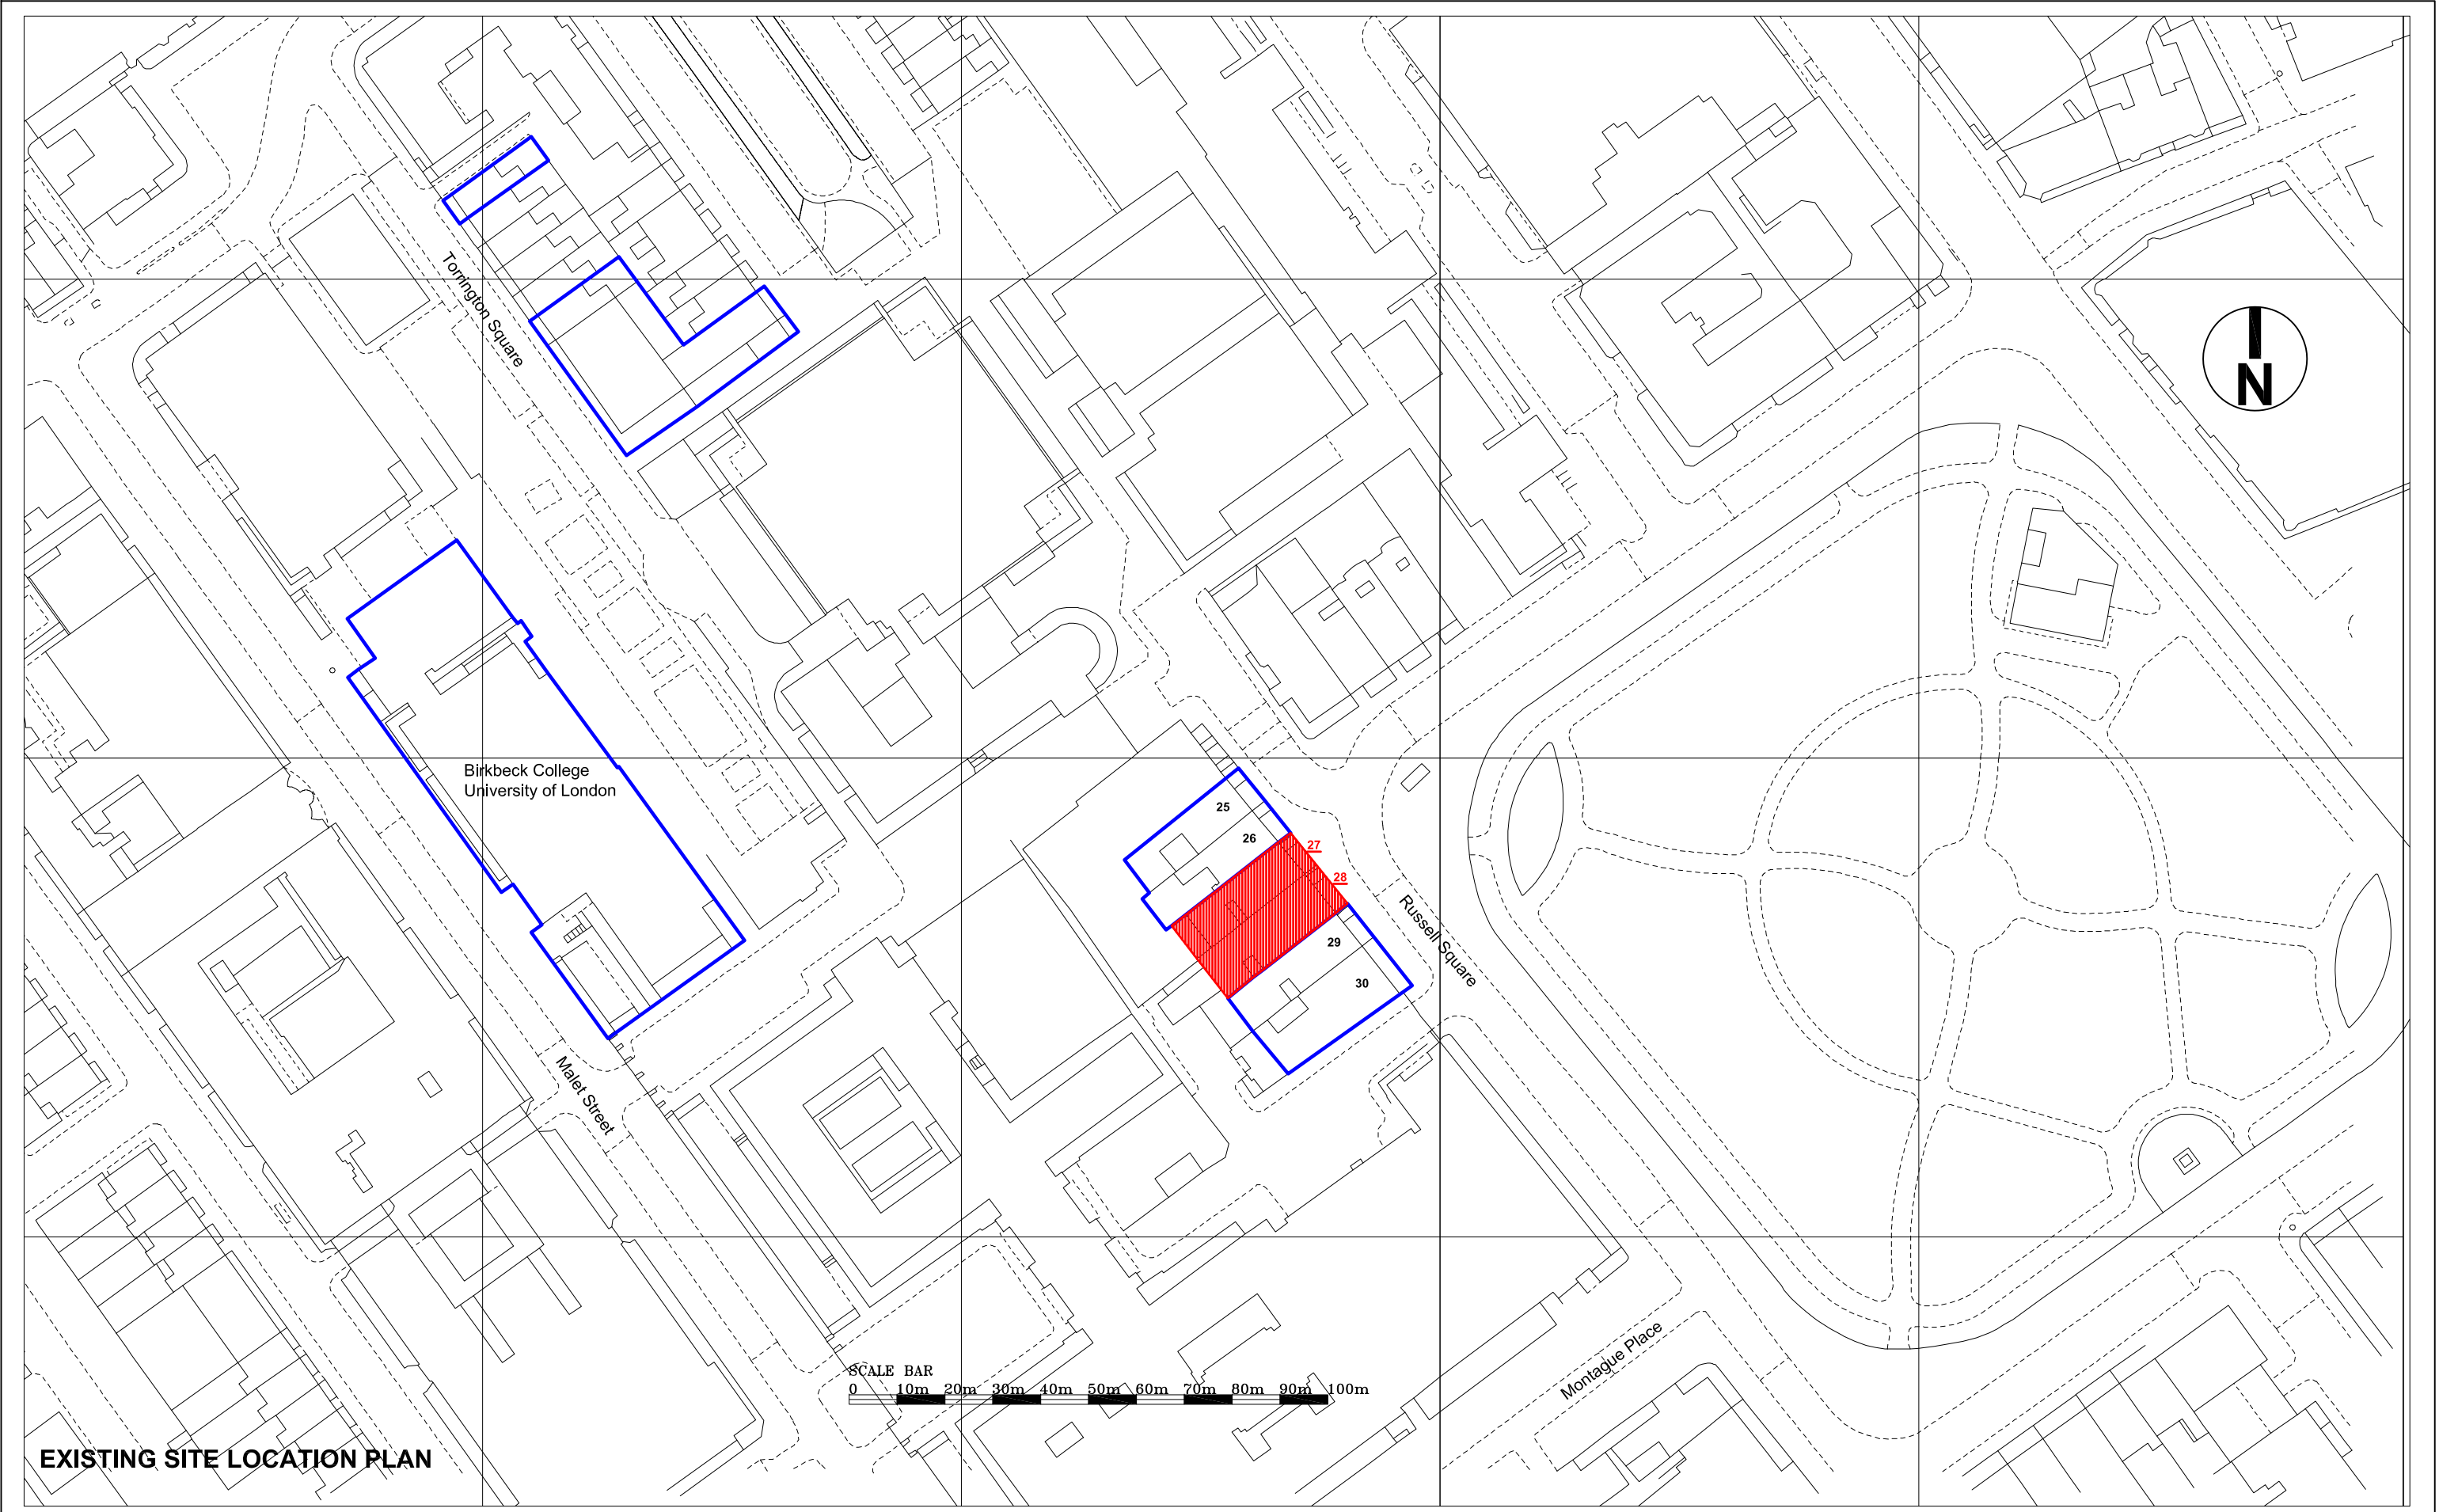 Torrington Square
N
Birkbeck College
University of London
25
26
27
28
29
30
Russell Square
Malet Street
Montague Place
SCALE BAR
0 10m 20m 30m 40m 50m 60m 70m 80m 90m 100m
EXISTING SITE LOCATION PLAN